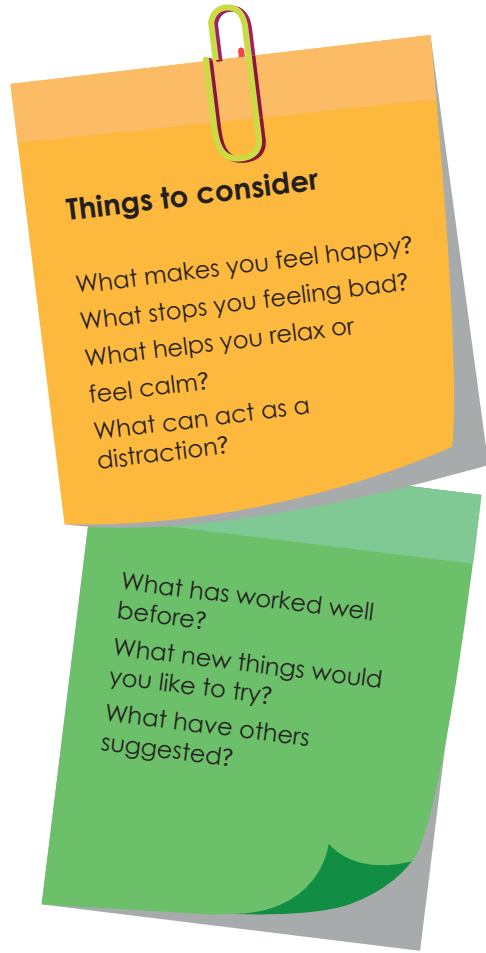 Things to consider
What makes you feel happy?
What stops you feeling bad?
What helps you relax or
feel calm?
What can act as a
distraction?
What has worked well
before?
What new things would
you like to try?
What have others
suggested?